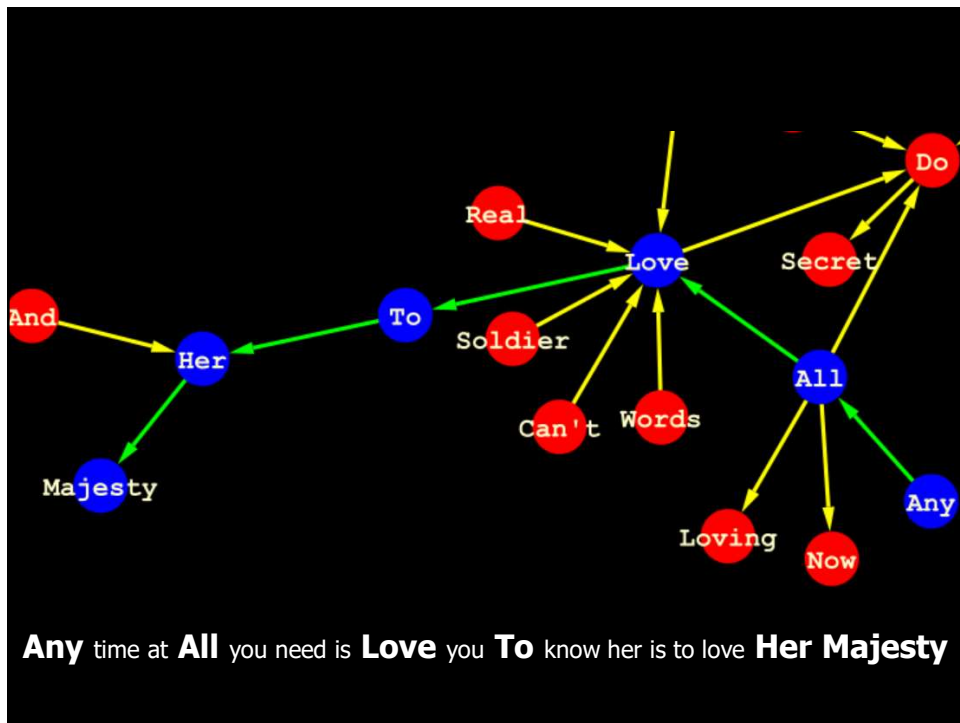 Do
Real
Love
Secret
And
To
Soldier
Her
All
Can't
Words
Majesty
Any
Loving
Now
Any time at All you need is Love you To know her is to love Her Majesty